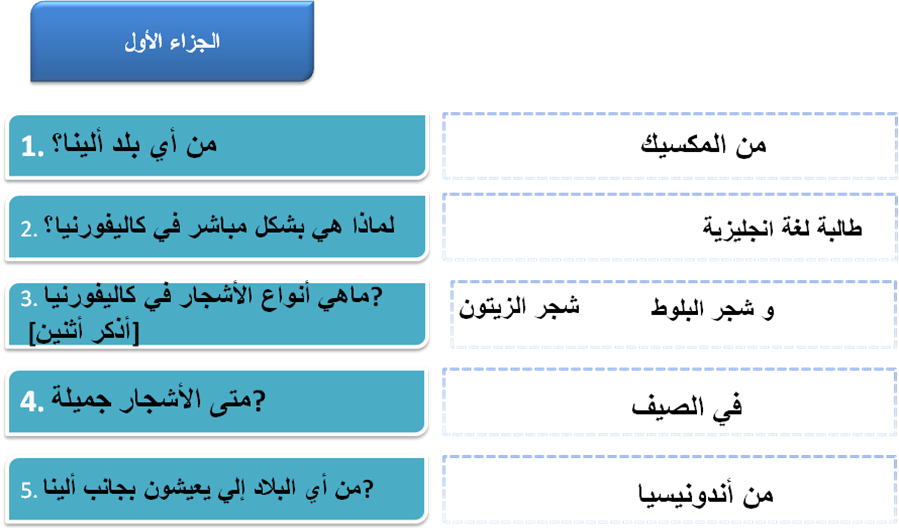 الجزاء الأول
1. من أي بلد ألينا؟
من المكسيك
2. لماذا هي بشكل مباشر في كاليفورنيا؟
طالبة لغة انجليزية
3. ماهي أنواع الأشجار في كاليفورنيا?
[أذكر أثنين]
شجر الزيتون و شجر البلوط
4. متى الأشجار جميلة?
في الصيف
5. من أي البلاد إلي يعيشون بجانب ألينا?
من أندونيسيا